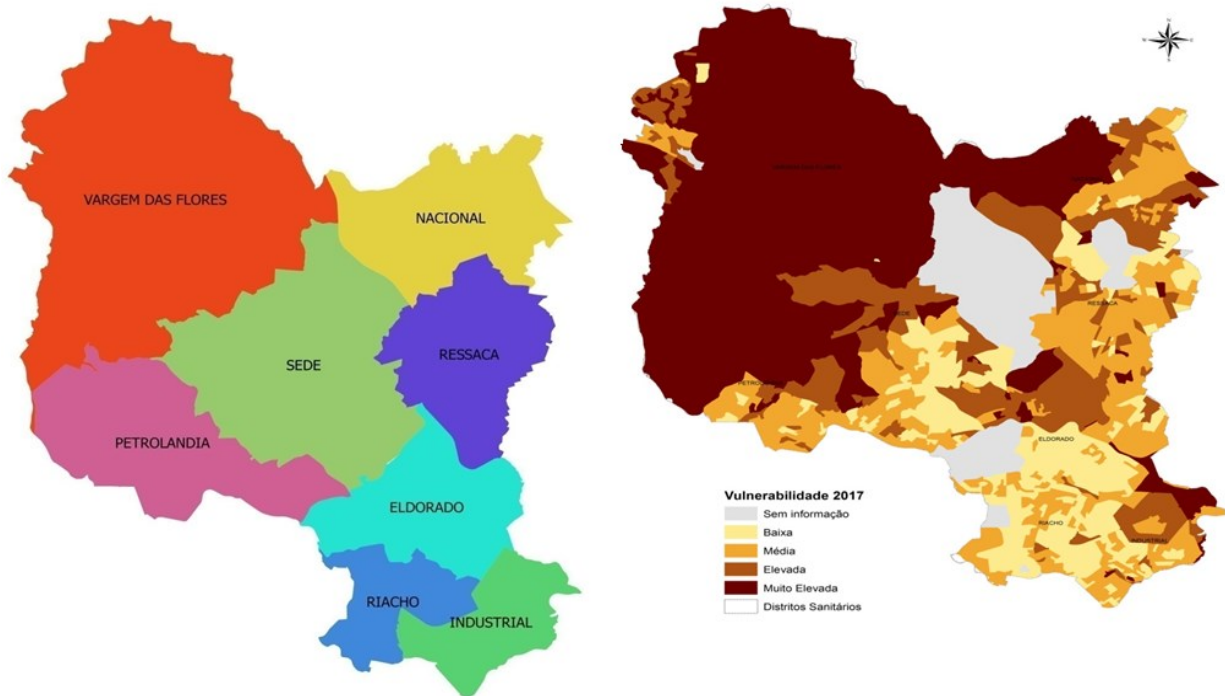 VARGEM DAS FLORES
NACIONAL
SEDE
RESSACA
PETROLANDIA
ELDORADO
RIACHO
INDUSTRIAL
N
SEDE
RESSACA
ELDORADO
RIACHO
INDUSTRIAL
Vulnerabilidade 2017
Sem informação
Baixa
Média
Elevada
Muito Elevada
Distritos Sanitários